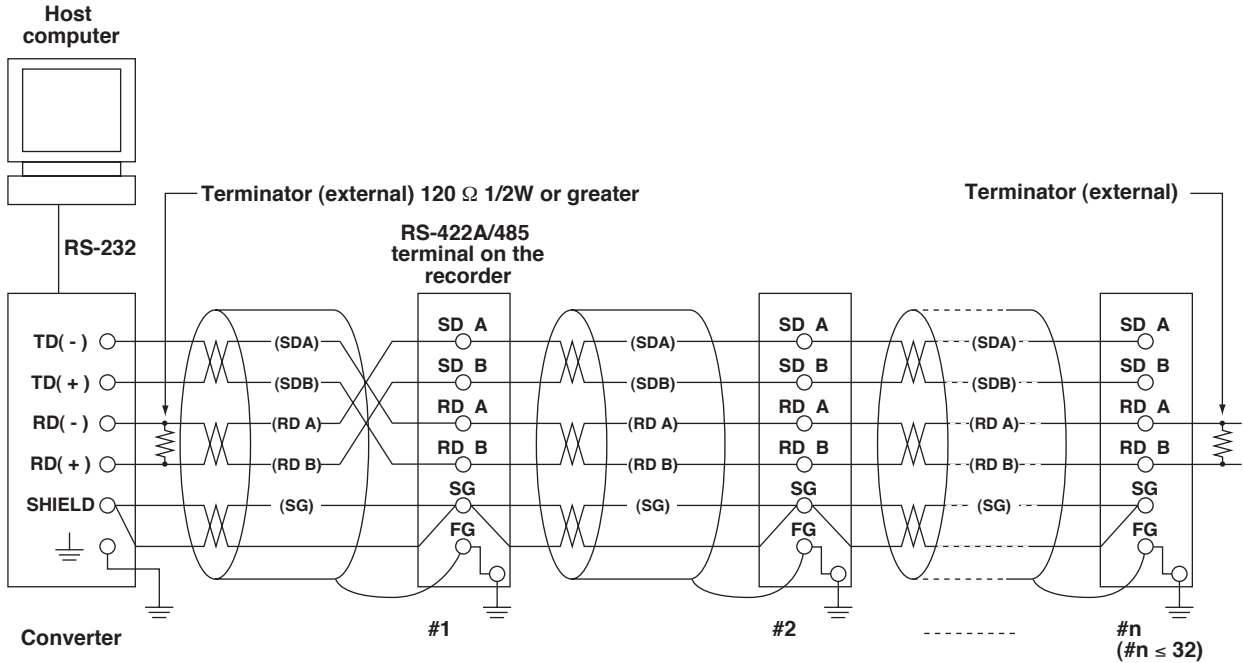 Host
computer
Terminator (external) 120 Ω 1/2W or greater
Terminator (external)
RS-232
RS-422A/485
terminal on the
recorder
TD( - )
(SDA)
SD A
(SDA)
SD A
(SDA)
SD A
TD( + )
(SDB)
SD B
(SDB)
SD B
(SDB)
SD B
RD( - )
(RD A)
RD A
(RD A)
RD A
(RD A)
RD A
RD( + )
(RD B)
RD B
(RD B)
RD B
(RD B)
RD B
SHIELD
(SG)
SG
(SG)
SG
(SG)
SG
FG
FG
FG
Converter
#1
#2
#n
(#n ≤ 32)